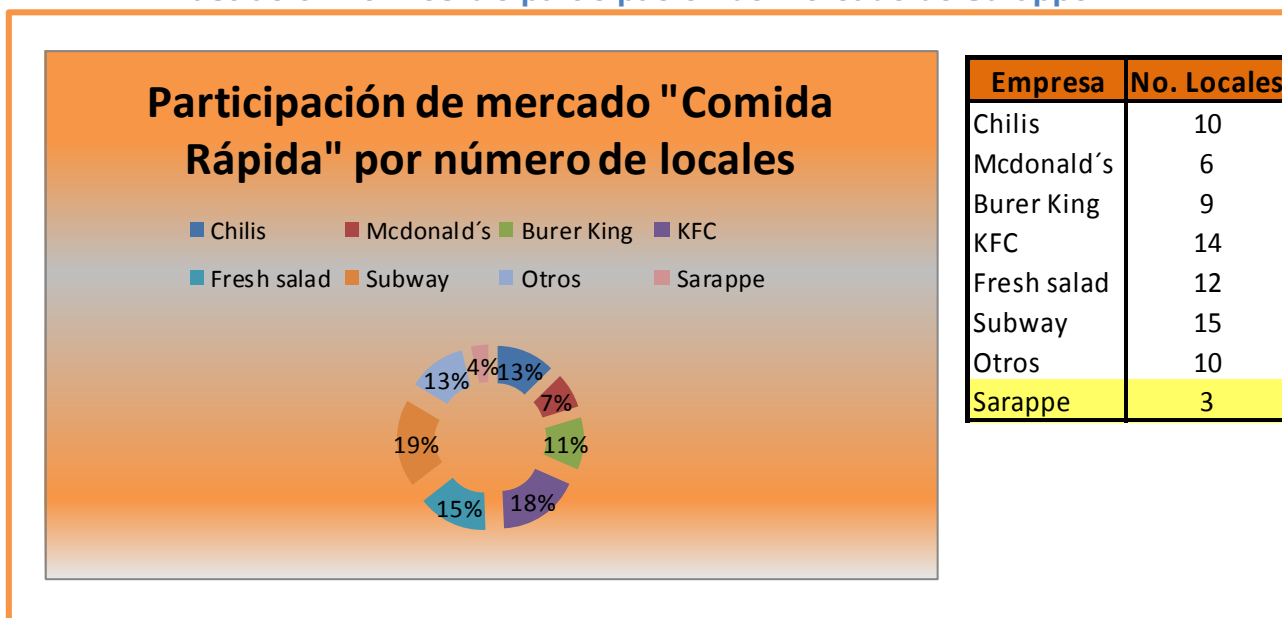 Participación de mercado "Comida
Rápida" por número de locales
Chilis Mcdonald´s Burer King KFC
Fresh salad Subway Otros Sarappe
4% 13%
13% 7%
19% 11%
15% 18%
Empresa No. Locales
Chilis 10
Mcdonald´s 6
Burer King 9
KFC 14
Fresh salad 12
Subway 15
Otros 10
Sarappe 3